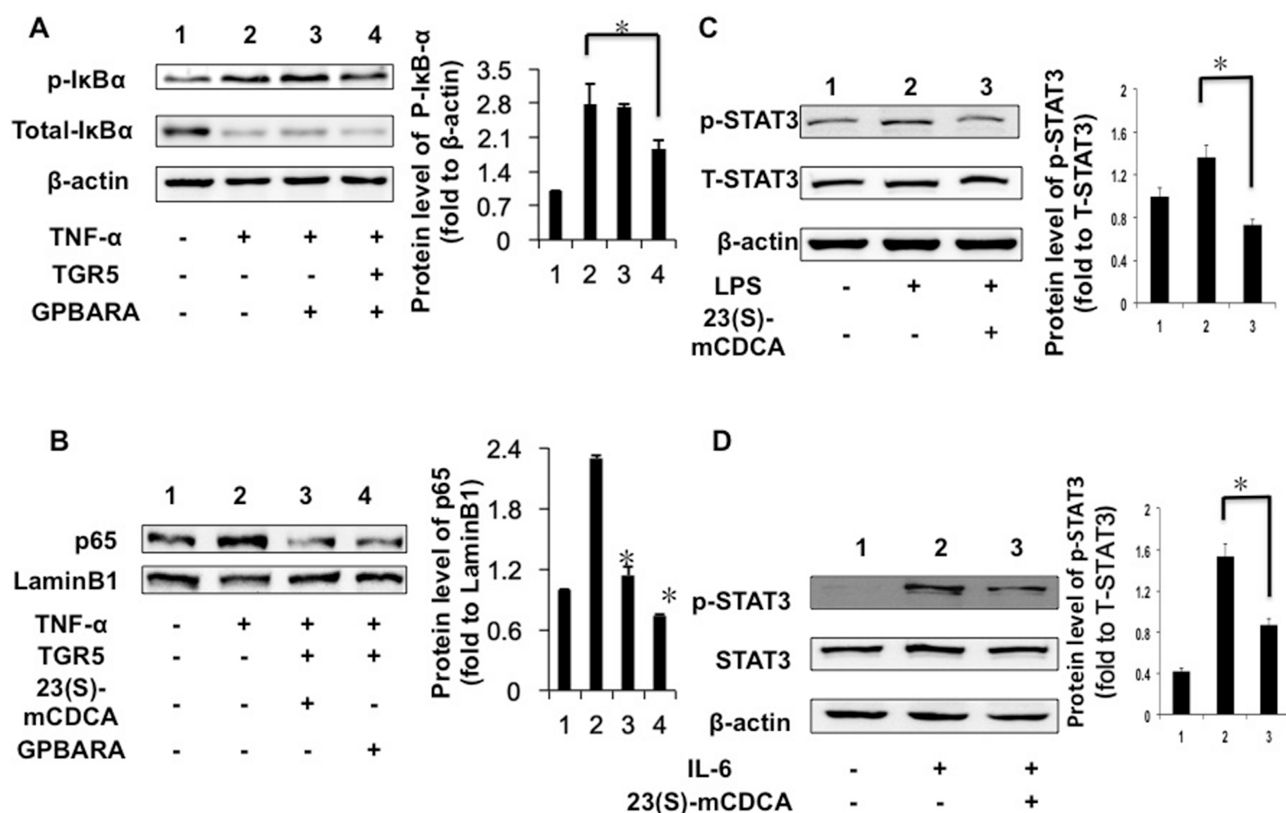 A
1 2 3 4
p-IκBα
Total-IκBα
β-actin
TNF-α - + + +
TGR5 - - - +
GPBARA - - + +
Protein level of P-IκB-α
(fold to β-actin)
3.5
2.8
2.1
1.4
0.7
0
*
1 2 3 4
B
1 2 3 4
p65
LaminB1
TNF-α - + + +
TGR5 - - + +
23(S)-
mCDCA - - + -
GPBARA - - - +
Protein level of p65
(fold to LaminB1)
2.4
1.8
1.2
0.6
0
*
*
1 2 3 4
C
1 2 3
p-STAT3
T-STAT3
β-actin
LPS - + +
23(S)-
mCDCA - - +
Protein level of p-STAT3
(fold to T-STAT3)
2
1.6
1.2
0.8
0.4
0
*
1 2 3
D
1 2 3
p-STAT3
STAT3
β-actin
IL-6 - + +
23(S)-mCDCA - - +
Protein level of p-STAT3
(fold to T-STAT3)
2
1.6
1.2
0.8
0.4
0
*
1 2 3